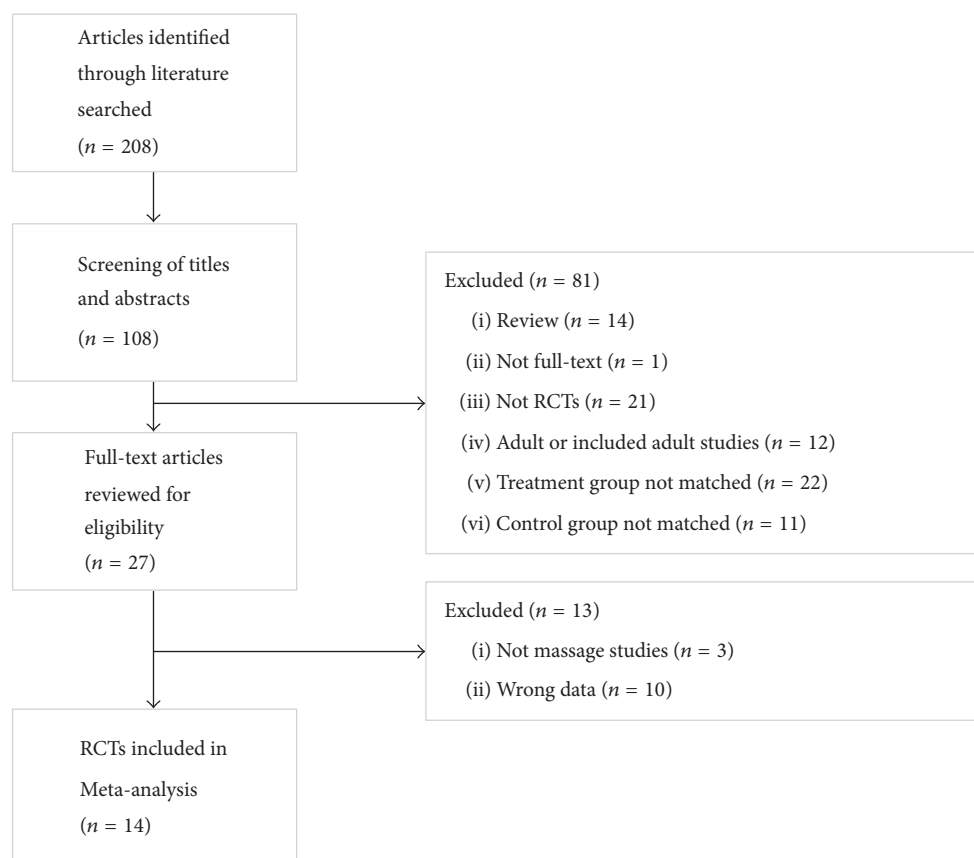 Articles identified
through literature
searched
(n = 208)
Screening of titles
and abstracts
(n = 108)
Excluded (n = 81)
(i) Review (n = 14)
(ii) Not full-text (n = 1)
(iii) Not RCTs (n = 21)
(iv) Adult or included adult studies (n = 12)
(v) Treatment group not matched (n = 22)
(vi) Control group not matched (n = 11)
Full-text articles
reviewed for
eligibility
(n = 27)
Excluded (n = 13)
(i) Not massage studies (n = 3)
(ii) Wrong data (n = 10)
RCTs included in
Meta-analysis
(n = 14)